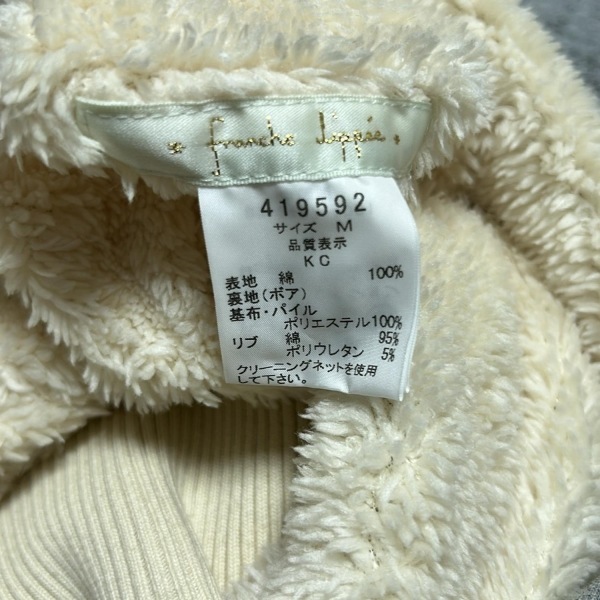 franche lippée
419592
サイズ M
品質表示
KC
表地 綿 100%
裏地(ボア)
基布・パイル
ポリエステル100%
リブ 綿 95%
ポリウレタン 5%
クリーニングネットを使用
して下さい。